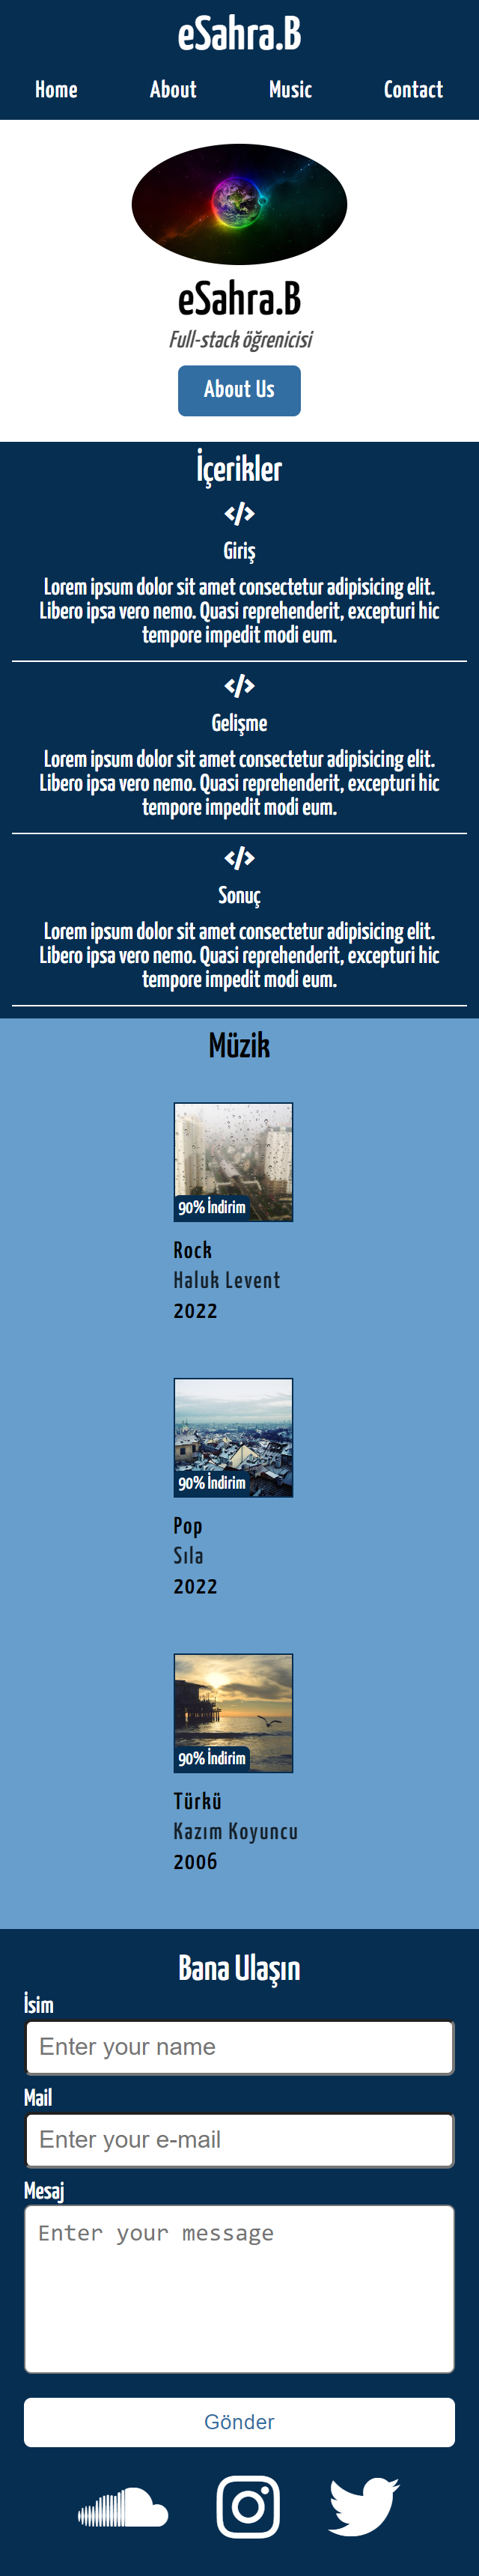 eSahra.B
Home About Music Contact
eSahra.B
Full-stack öğrenicisi
About Us
İçerikler
</>
Giriş
Lorem ipsum dolor sit amet consectetur adipisicing elit.
Libero ipsa vero nemo. Quasi reprehenderit, excepturi hic
tempore impedit modi eum.
</>
Gelişme
Lorem ipsum dolor sit amet consectetur adipisicing elit.
Libero ipsa vero nemo. Quasi reprehenderit, excepturi hic
tempore impedit modi eum.
</>
Sonuç
Lorem ipsum dolor sit amet consectetur adipisicing elit.
Libero ipsa vero nemo. Quasi reprehenderit, excepturi hic
tempore impedit modi eum.
Müzik
90% İndirim
Rock
Haluk Levent
2022
90% İndirim
Pop
Sıla
2022
90% İndirim
Türkü
Kazım Koyuncu
2006
Bana Ulaşın
İsim
Enter your name
Mail
Enter your e-mail
Mesaj
Enter your message
Gönder